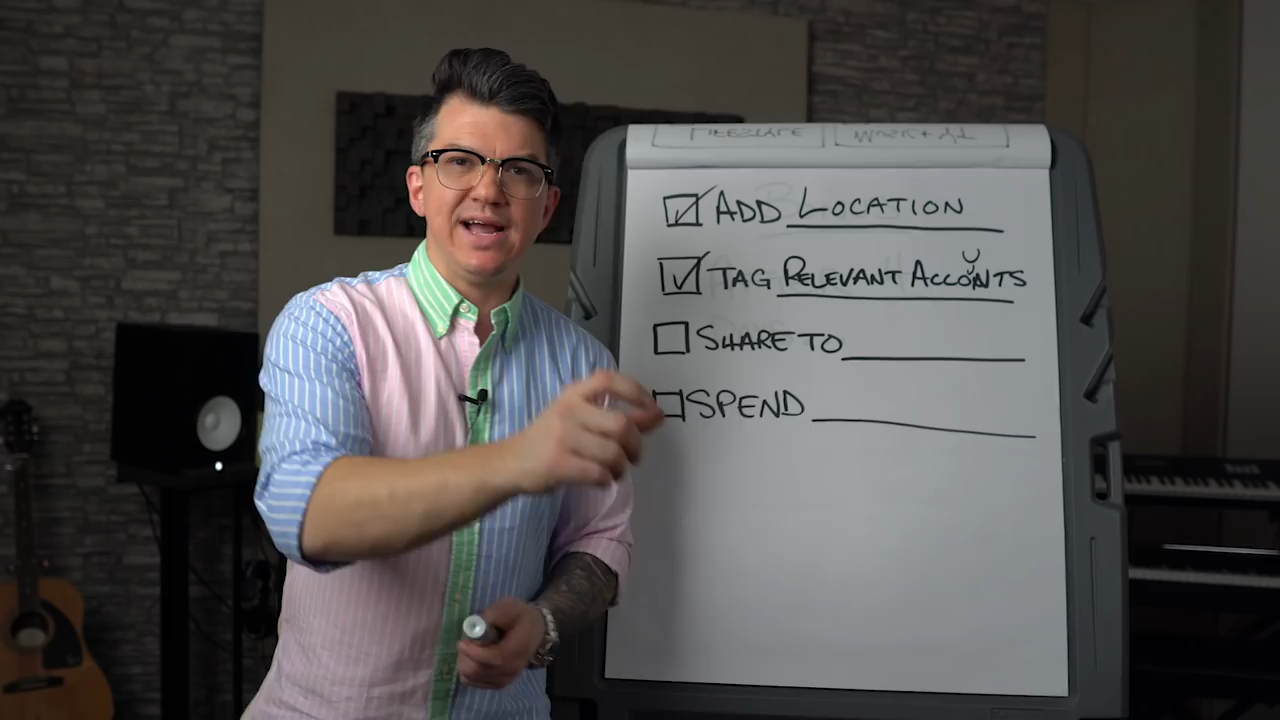 ADD LOCATION
TAG RELEVANT ACCOUNTS
SHARE TO
SPEND